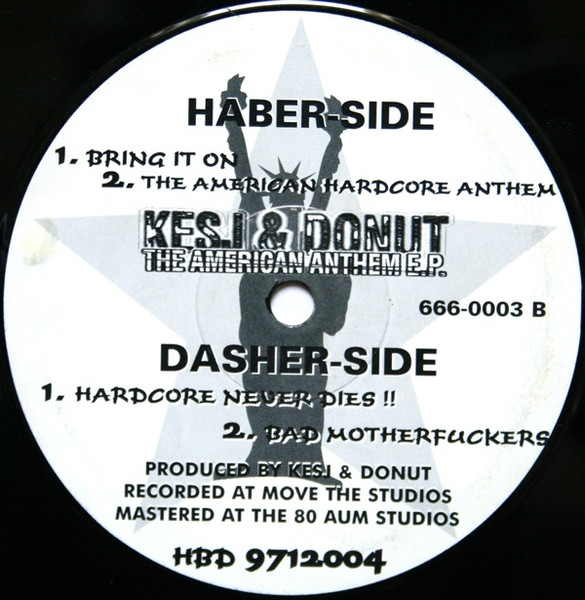 HABER-SIDE
1. BRING IT ON
2. THE AMERICAN HARDCORE ANTHEM
KESJ & DONUT
THE AMERICAN ANTHEM E.P.
666-0003 B
DASHER-SIDE
1. HARDCORE NEVER DIES !!
2. BAD MOTHERFUCKERS
PRODUCED BY KESJ & DONUT
RECORDED AT MOVE THE STUDIOS
MASTERED AT THE 80 AUM STUDIOS
HBD 9712004